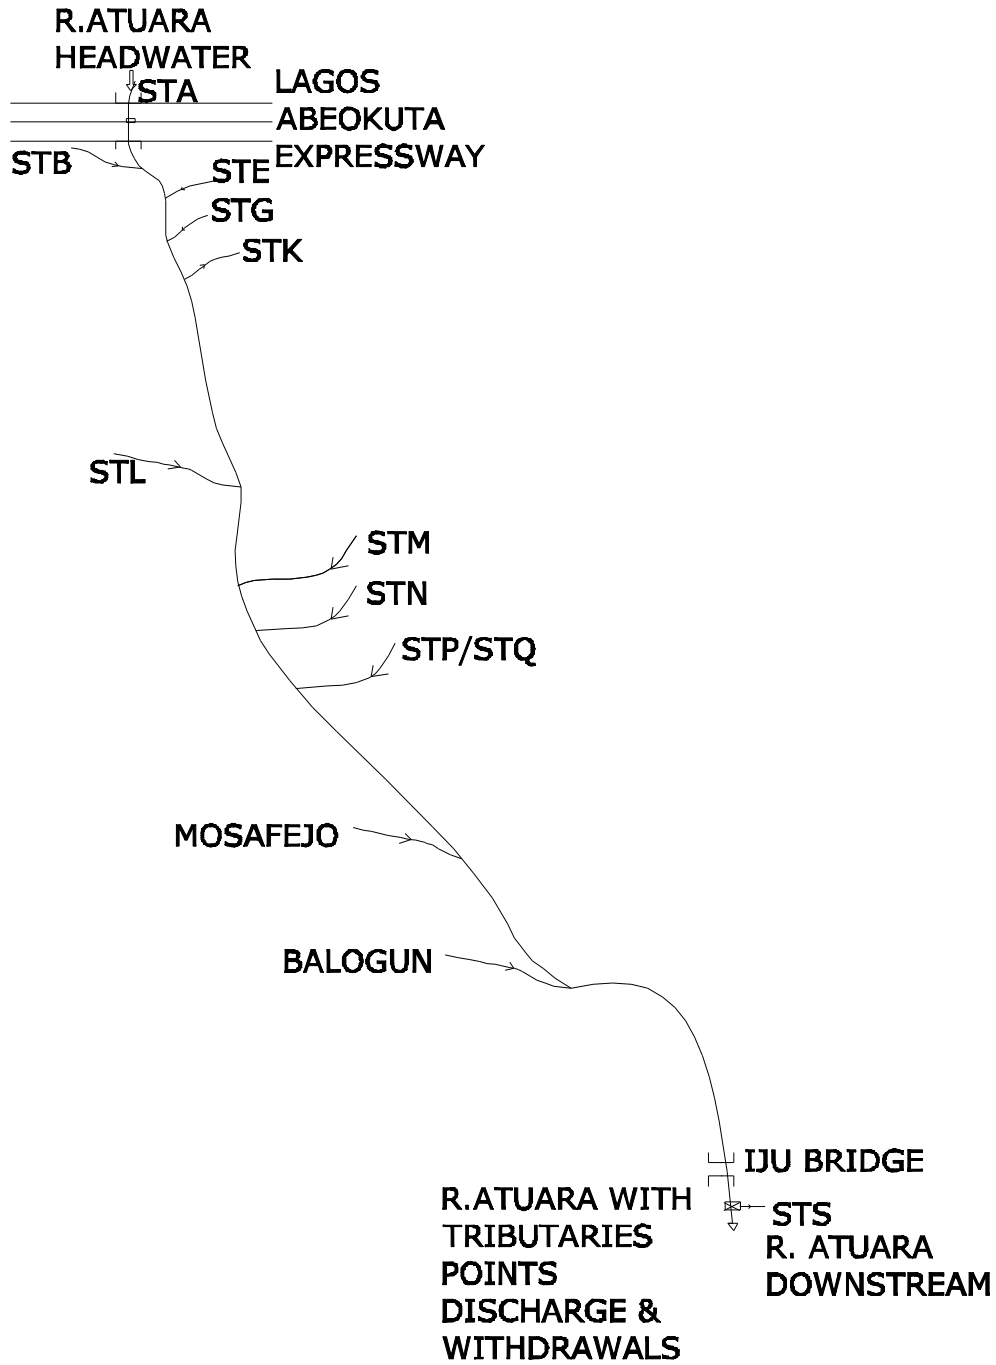 R.ATUARA
HEADWATER
STA
LAGOS
ABEOKUTA
EXPRESSWAY
STB
STE
STG
STK
STL
STM
STN
STP/STQ
MOSAFEJO
BALOGUN
IJU BRIDGE
R.ATUARA WITH
TRIBUTARIES
POINTS
DISCHARGE &
WITHDRAWALS
STS
R. ATUARA
DOWNSTREAM